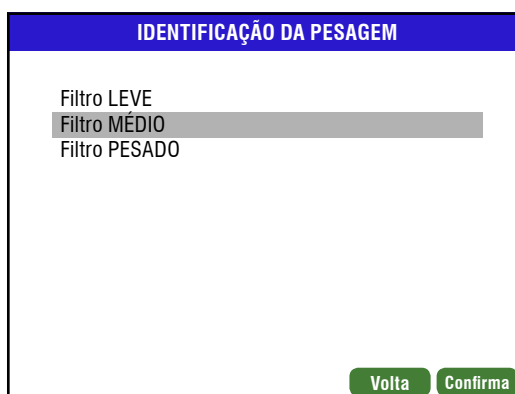 IDENTIFICAÇÃO DA PESAGEM
Filtro LEVE
Filtro MÉDIO
Filtro PESADO
Volta Confirma